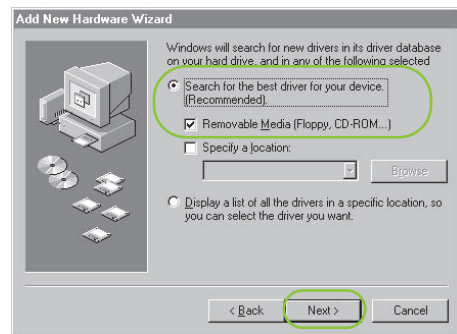 Add New Hardware Wizard
Windows will search for new drivers in its driver database
on your hard drive, and in any of the following selected
Search for the best driver for your device.
(Recommended).
Removable Media (Floppy, CD-ROM...)
Specify a location:
Browse
Display a list of all the drivers in a specific location, so
you can select the driver you want.
< Back
Next >
Cancel